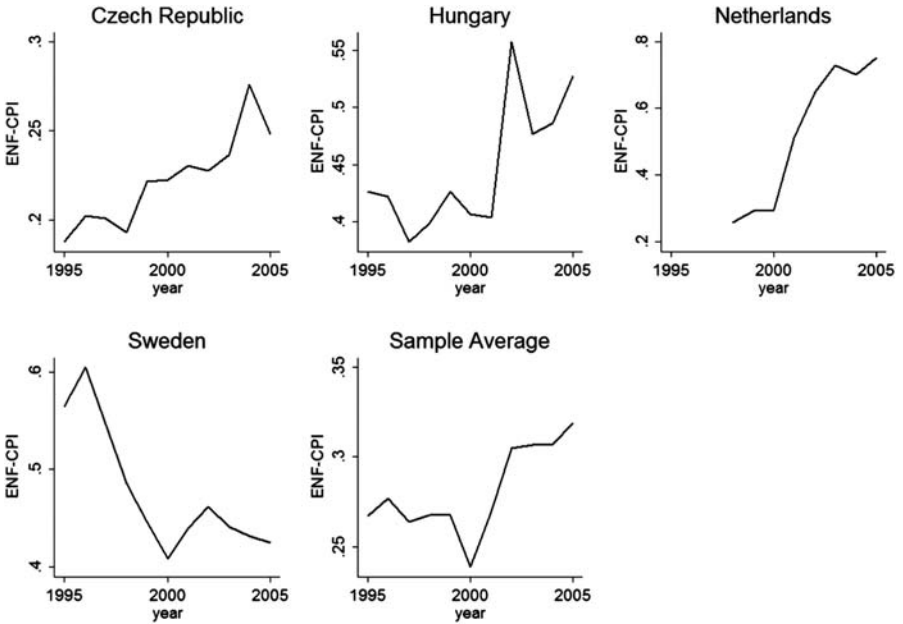 Czech Republic
ENF-CPI
.3
.25
.2
1995 2000 2005
year
Hungary
ENF-CPI
.55
.5
.45
.4
1995 2000 2005
year
Netherlands
ENF-CPI
.8
.6
.4
.2
1995 2000 2005
year
Sweden
ENF-CPI
.6
.5
.4
1995 2000 2005
year
Sample Average
ENF-CPI
.35
.3
.25
1995 2000 2005
year